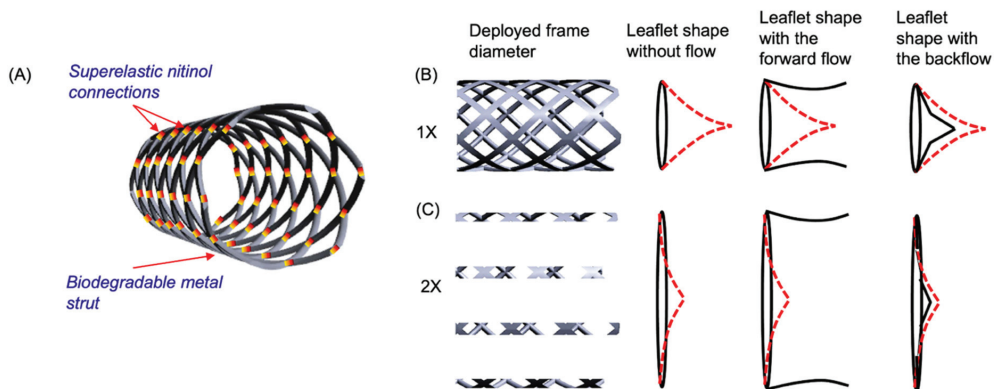 (A)
Superelastic nitinol
connections
Biodegradable metal
strut
Deployed frame
diameter
Leaflet shape
without flow
Leaflet shape
with the
forward flow
Leaflet
shape with
the backflow
(B)
1X
(C)
2X